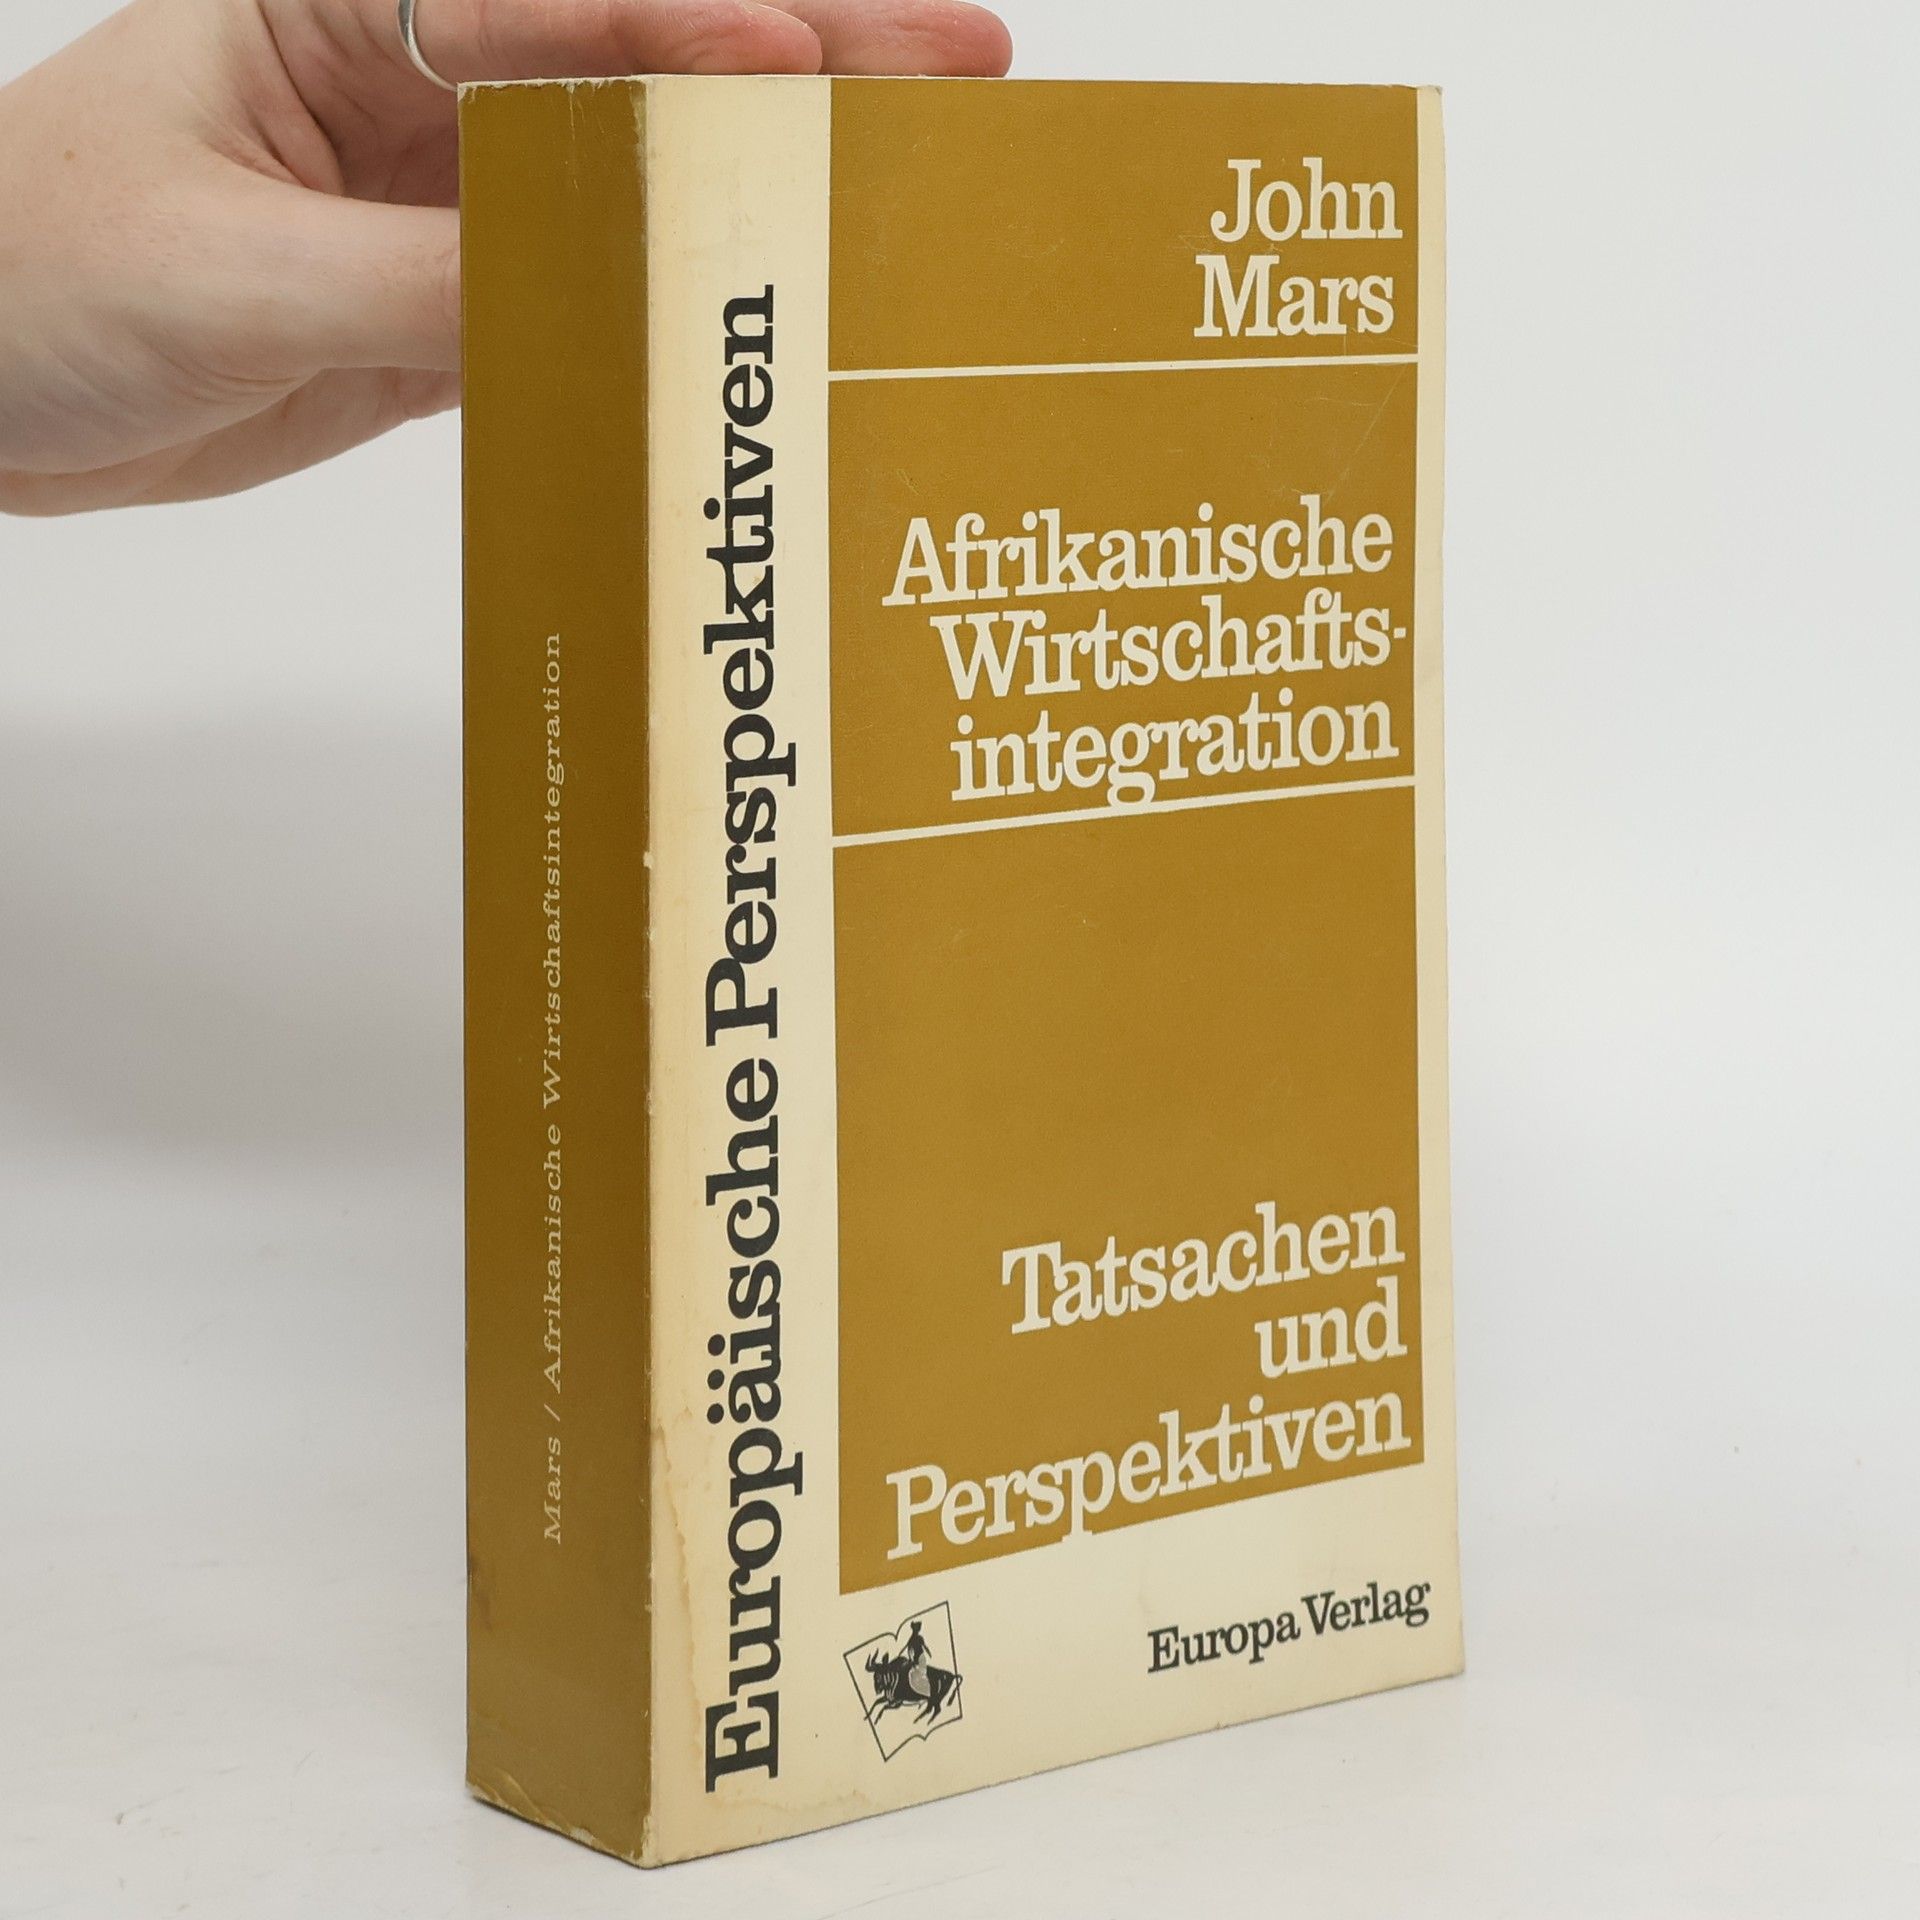 Mars / Afrikanische Wirtschaftsintegration
Europäische Perspektiven
John
Mars
Afrikanische
Wirtschafts-
integration
Tatsachen
und
Perspektiven
Europa Verlag